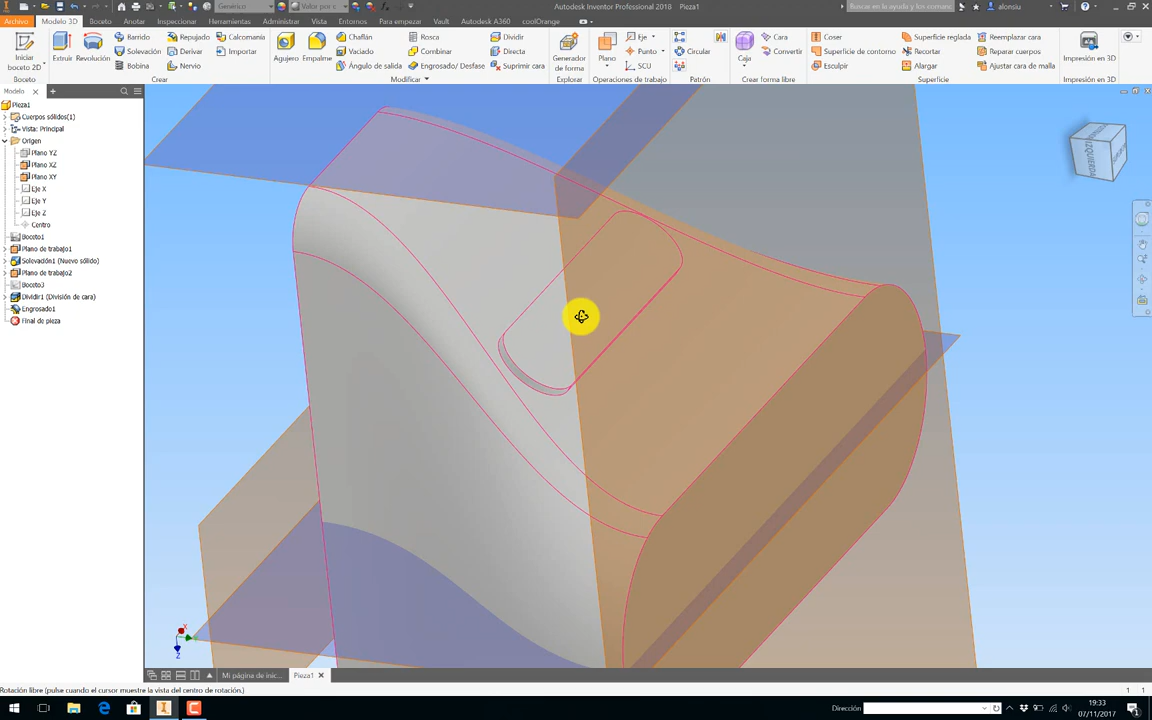 Genérico
Valor por c
Autodesk Inventor Professional 2018   Pieza1
Busque en la ayuda y los comandos
alonsiu
Archivo
Modelo 3D
Boceto
Anotar
Inspeccionar
Herramientas
Administrar
Vista
Entornos
Para empezar
Vault
Autodesk A360
coolOrange
Iniciar
boceto 2D
Extruir
Revolución
Barrido
Solevación
Bobina
Repujado
Derivar
Nervio
Calcomanía
Importar
Agujero
Empalme
Chaflán
Vaciado
Ángulo de salida
Rosca
Combinar
Engrosado/ Desfase
Dividir
Directa
Suprimir cara
Generador
de forma
Plano
Eje
Punto
SCU
Circular
Caja
Cara
Convertir
Coser
Superficie de contorno
Esculpir
Superficie reglada
Recortar
Alargar
Reemplazar cara
Reparar cuerpos
Ajustar cara de malla
Impresión en 3D
Boceto
Crear
Modificar
Explorar
Operaciones de trabajo
Patrón
Crear forma libre
Superficie
Impresión en 3D
Modelo
Pieza1
Cuerpos sólidos(1)
Vista: Principal
Origen
Plano YZ
Plano XZ
Plano XY
Eje X
Eje Y
Eje Z
Centro
Boceto1
Plano de trabajo1
Solevación1 (Nuevo sólido)
Plano de trabajo2
Boceto3
Dividir1 (División de cara)
Engrosado1
Final de pieza
IZQUIERDA
X
Z
Mi página de inic...
Pieza1
Rotación libre [pulse cuando el cursor muestre la vista del centro de rotación.]
1   1
Dirección
19:33
07/11/2017